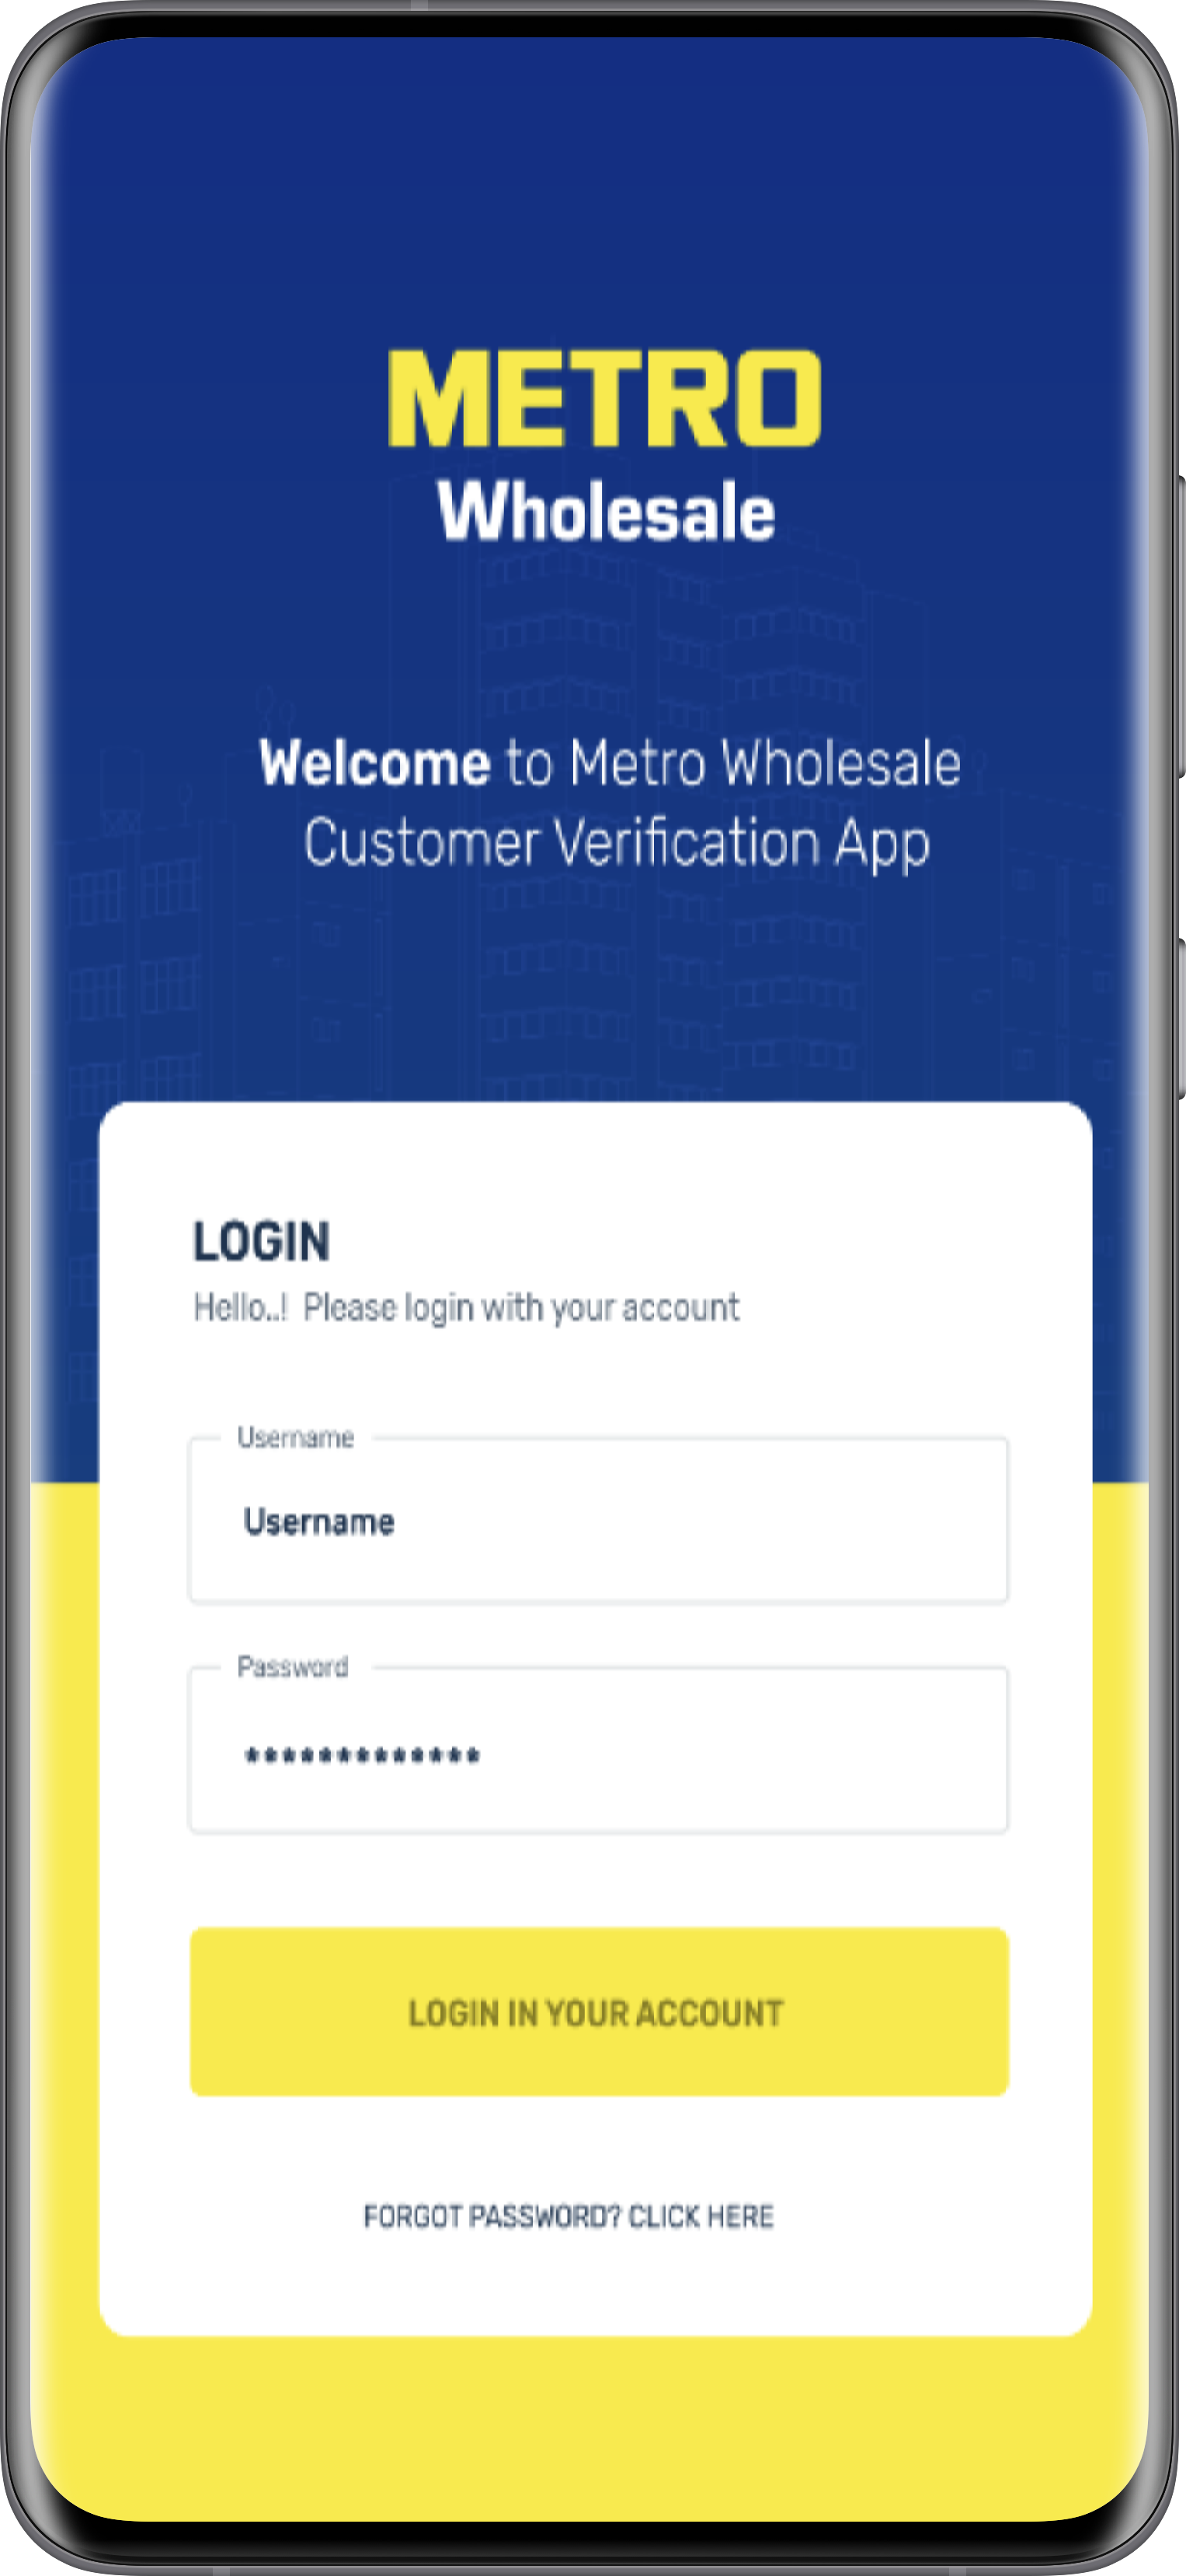 METRO
Wholesale
Welcome to Metro Wholesale
Customer Verification App
LOGIN
Hello..!  Please login with your account
Username
Username
Password
*************
LOGIN IN YOUR ACCOUNT
FORGOT PASSWORD? CLICK HERE